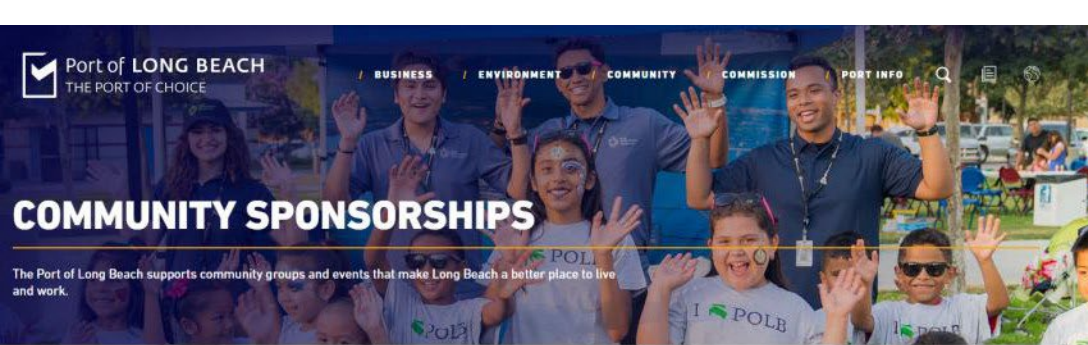 Port of LONG BEACH
THE PORT OF CHOICE
/ BUSINESS / ENVIRONMENT / COMMUNITY / COMMISSION / PORT INFO
COMMUNITY SPONSORSHIPS
The Port of Long Beach supports community groups and events that make Long Beach a better place to live
and work.
POL
POLB
I POLB
I POLB